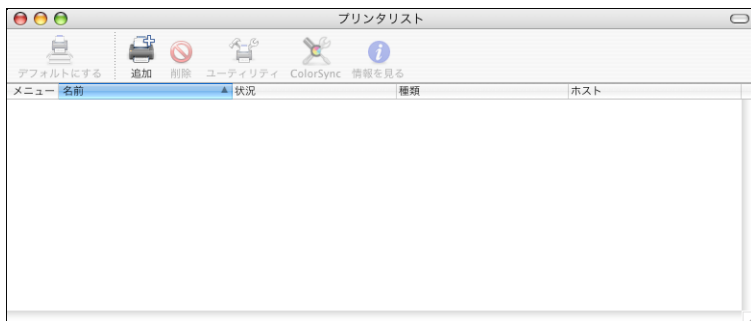 プリンタリスト
デフォルトにする 追加 削除 ユーティリティ ColorSync 情報を見る
メニュー 名前 状況 種類 ホスト